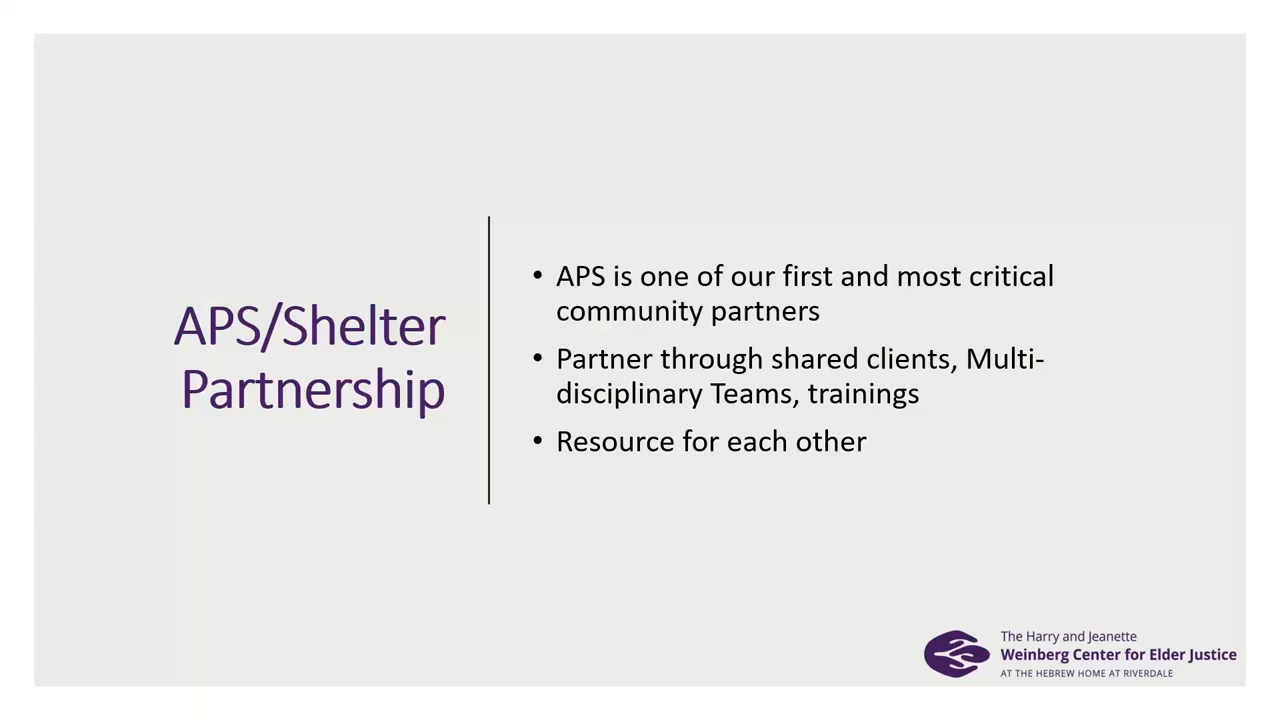 APS/Shelter
Partnership
• APS is one of our first and most critical
community partners
• Partner through shared clients, Multi-
disciplinary Teams, trainings
• Resource for each other
The Harry and Jeanette
Weinberg Center for Elder Justice
AT THE HEBREW HOME AT RIVERDALE